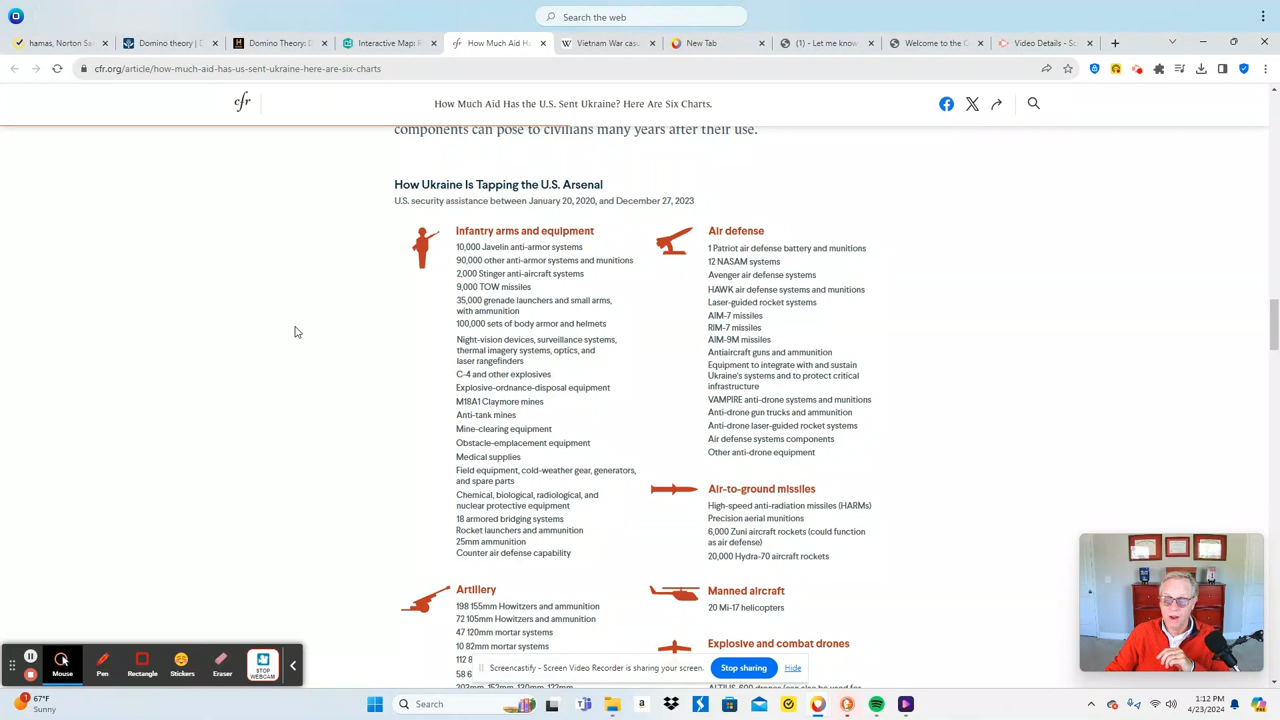 Search the web
hamas, Norton Sa
Domino theory | D
Domino Theory: D
Interactive Map: R
How Much Aid Ha
Vietnam War casu
New Tab
(1) - Let me know
Welcome to the C
Video Details - Sc
cfr.org/article/how-much-aid-has-us-sent-ukraine-here-are-six-charts
cfr
How Much Aid Has the U.S. Sent Ukraine? Here Are Six Charts.
components can pose to civilians many years after their use.
How Ukraine Is Tapping the U.S. Arsenal
U.S. security assistance between January 20, 2020, and December 27, 2023
Infantry arms and equipment
10,000 Javelin anti-armor systems
90,000 other anti-armor systems and munitions
2,000 Stinger anti-aircraft systems
9,000 TOW missiles
35,000 grenade launchers and small arms,
with ammunition
100,000 sets of body armor and helmets
Night-vision devices, surveillance systems,
thermal imagery systems, optics, and
laser rangefinders
C-4 and other explosives
Explosive-ordnance-disposal equipment
M18A1 Claymore mines
Anti-tank mines
Mine-clearing equipment
Obstacle-emplacement equipment
Medical supplies
Field equipment, cold-weather gear, generators,
and spare parts
Chemical, biological, radiological, and
nuclear protective equipment
18 armored bridging systems
Rocket launchers and ammunition
25mm ammunition
Counter air defense capability
Artillery
198 155mm Howitzers and ammunition
72 105mm Howitzers and ammunition
47 120mm mortar systems
10 82mm mortar systems
112 8
58 6
203mm, 152mm, 130mm, 122mm
Air defense
1 Patriot air defense battery and munitions
12 NASAM systems
Avenger air defense systems
HAWK air defense systems and munitions
Laser-guided rocket systems
AIM-7 missiles
RIM-7 missiles
AIM-9M missiles
Antiaircraft guns and ammunition
Equipment to integrate with and sustain
Ukraine's systems and to protect critical
infrastructure
VAMPIRE anti-drone systems and munitions
Anti-drone gun trucks and ammunition
Anti-drone laser-guided rocket systems
Air defense systems components
Other anti-drone equipment
Air-to-ground missiles
High-speed anti-radiation missiles (HARMs)
Precision aerial munitions
6,000 Zuni aircraft rockets (could function
as air defense)
20,000 Hydra-70 aircraft rockets
Manned aircraft
20 Mi-17 helicopters
Explosive and combat drones
ALTIUS-600 drones (can also be used for
Mouse
Pen
Rectangle
Stickers
Eraser
STOP
WEBCAM
Screencastify - Screen Video Recorder is sharing your screen.
Stop sharing
Hide
67°F
Sunny
Search
1:12 PM
4/23/2024